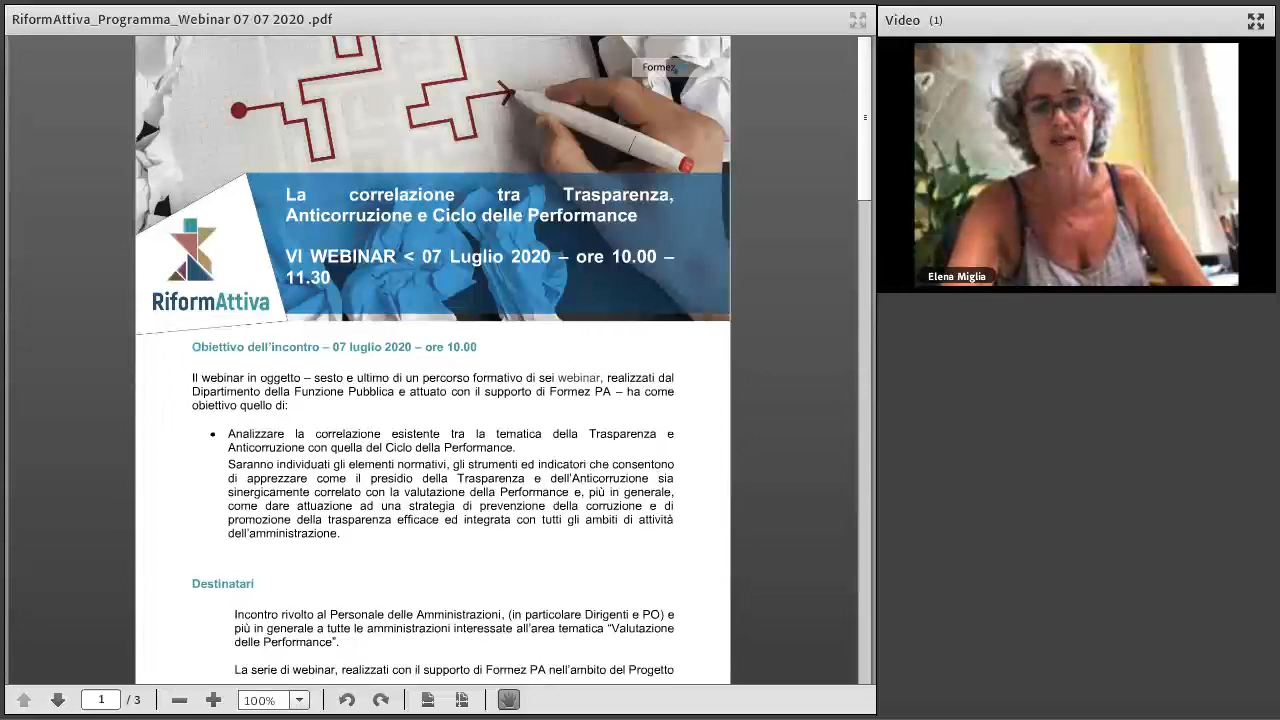 RiformAttiva_Programma_Webinar 07 07 2020 .pdf
Video (1)
Formez
La correlazione tra Trasparenza,
Anticorruzione e Ciclo delle Performance
VI WEBINAR < 07 Luglio 2020 – ore 10.00 –
11.30
RiformAttiva
Elena Miglia
Obiettivo dell'incontro – 07 luglio 2020 – ore 10.00
Il webinar in oggetto – sesto e ultimo di un percorso formativo di sei webinar, realizzati dal
Dipartimento della Funzione Pubblica e attuato con il supporto di Formez PA – ha come
obiettivo quello di:
• Analizzare la correlazione esistente tra la tematica della Trasparenza e
Anticorruzione con quella del Ciclo della Performance.
Saranno individuati gli elementi normativi, gli strumenti ed indicatori che consentono
di apprezzare come il presidio della Trasparenza e dell'Anticorruzione sia
sinergicamente correlato con la valutazione della Performance e, più in generale,
come dare attuazione ad una strategia di prevenzione della corruzione e di
promozione della trasparenza efficace ed integrata con tutti gli ambiti di attività
dell'amministrazione.
Destinatari
Incontro rivolto al Personale delle Amministrazioni, (in particolare Dirigenti e PO) e
più in generale a tutte le amministrazioni interessate all'area tematica “Valutazione
delle Performance”.
La serie di webinar, realizzati con il supporto di Formez PA nell'ambito del Progetto
1 / 3
100%